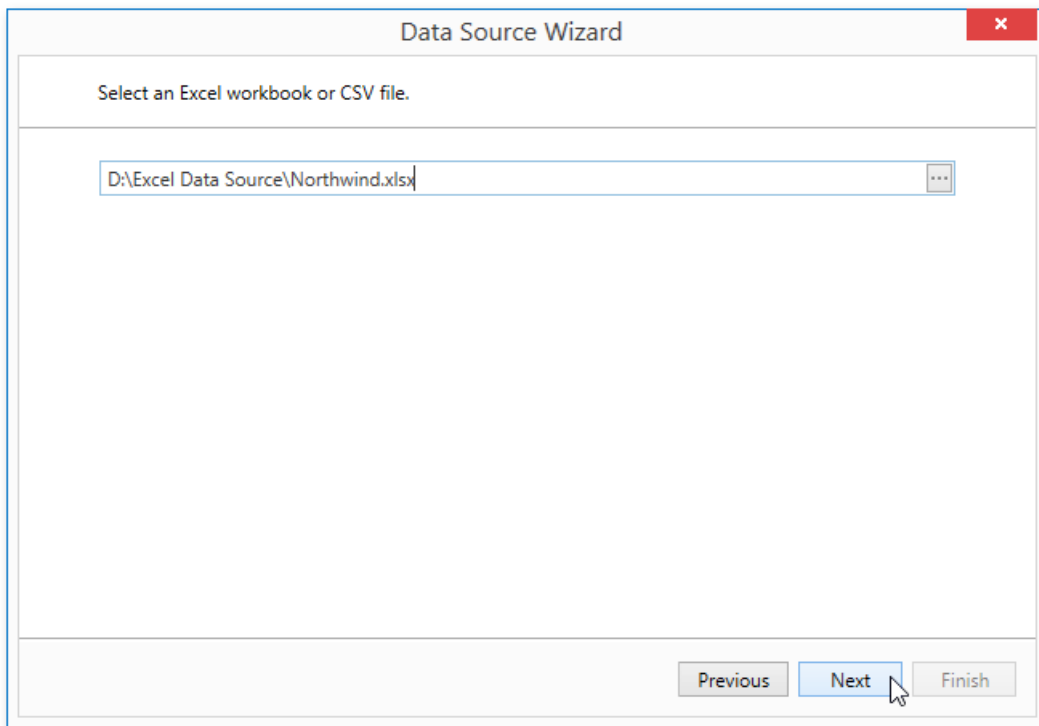 Data Source Wizard
Select an Excel workbook or CSV file.
D:\Excel Data Source\Northwind.xlsx
...
Previous Next Finish